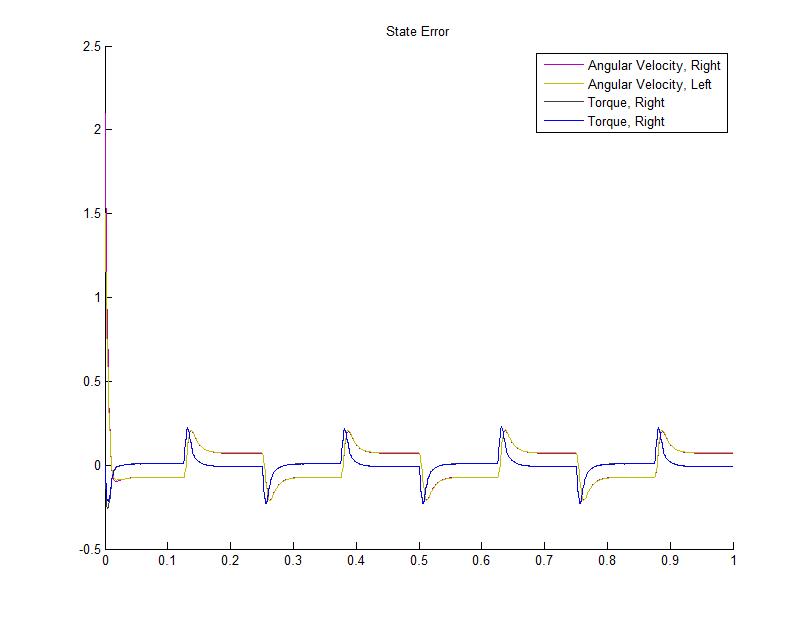 State Error
2.5
Angular Velocity, Right
Angular Velocity, Left
Torque, Right
Torque, Right
2
1.5
1
0.5
0
-0.5
0 0.1 0.2 0.3 0.4 0.5 0.6 0.7 0.8 0.9 1